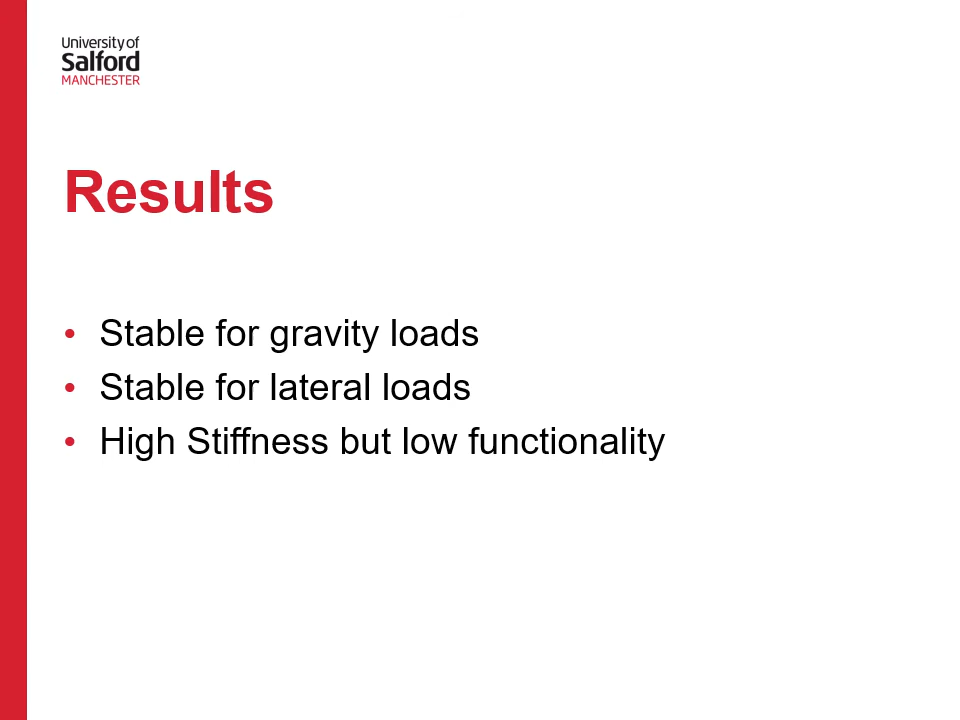 University of
Salford
MANCHESTER
Results
• Stable for gravity loads
• Stable for lateral loads
• High Stiffness but low functionality